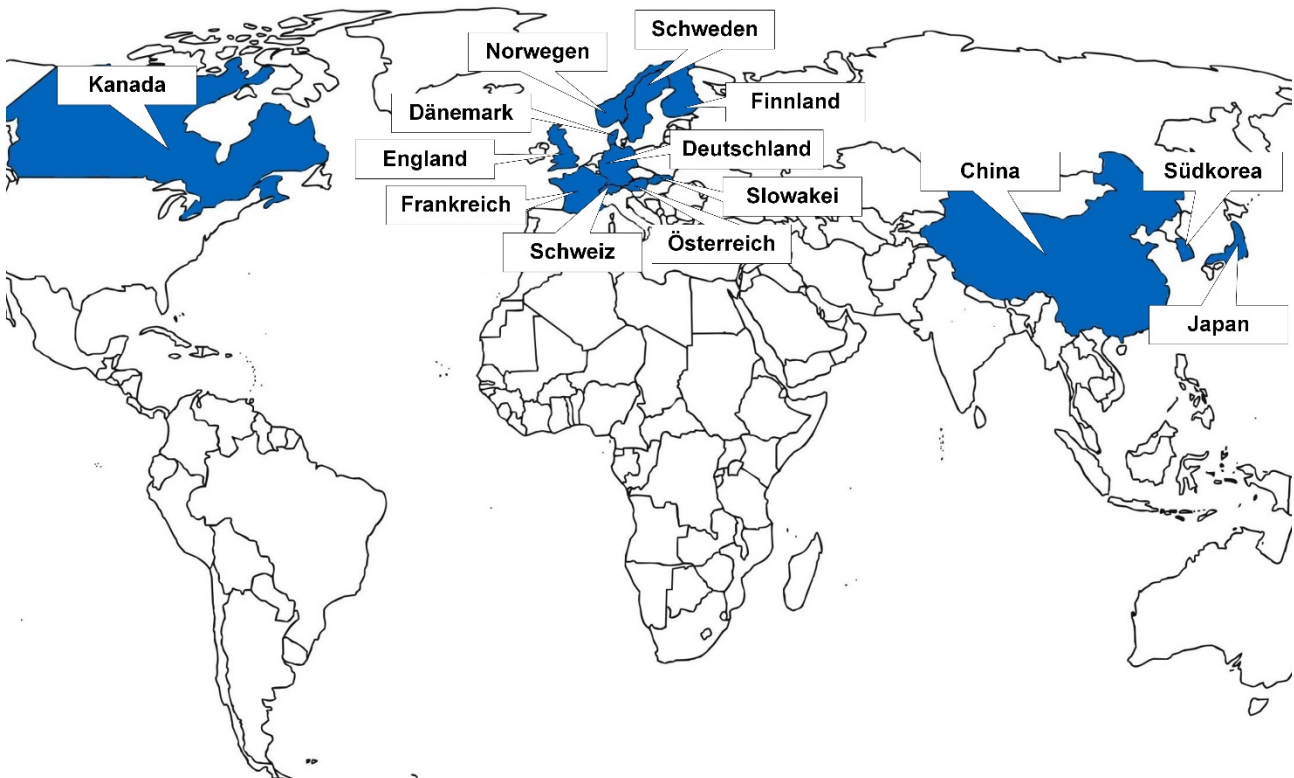 Schweden
Norwegen
Kanada
Finnland
Dänemark
Deutschland
England
China
Südkorea
Slowakei
Frankreich
Österreich
Schweiz
Japan